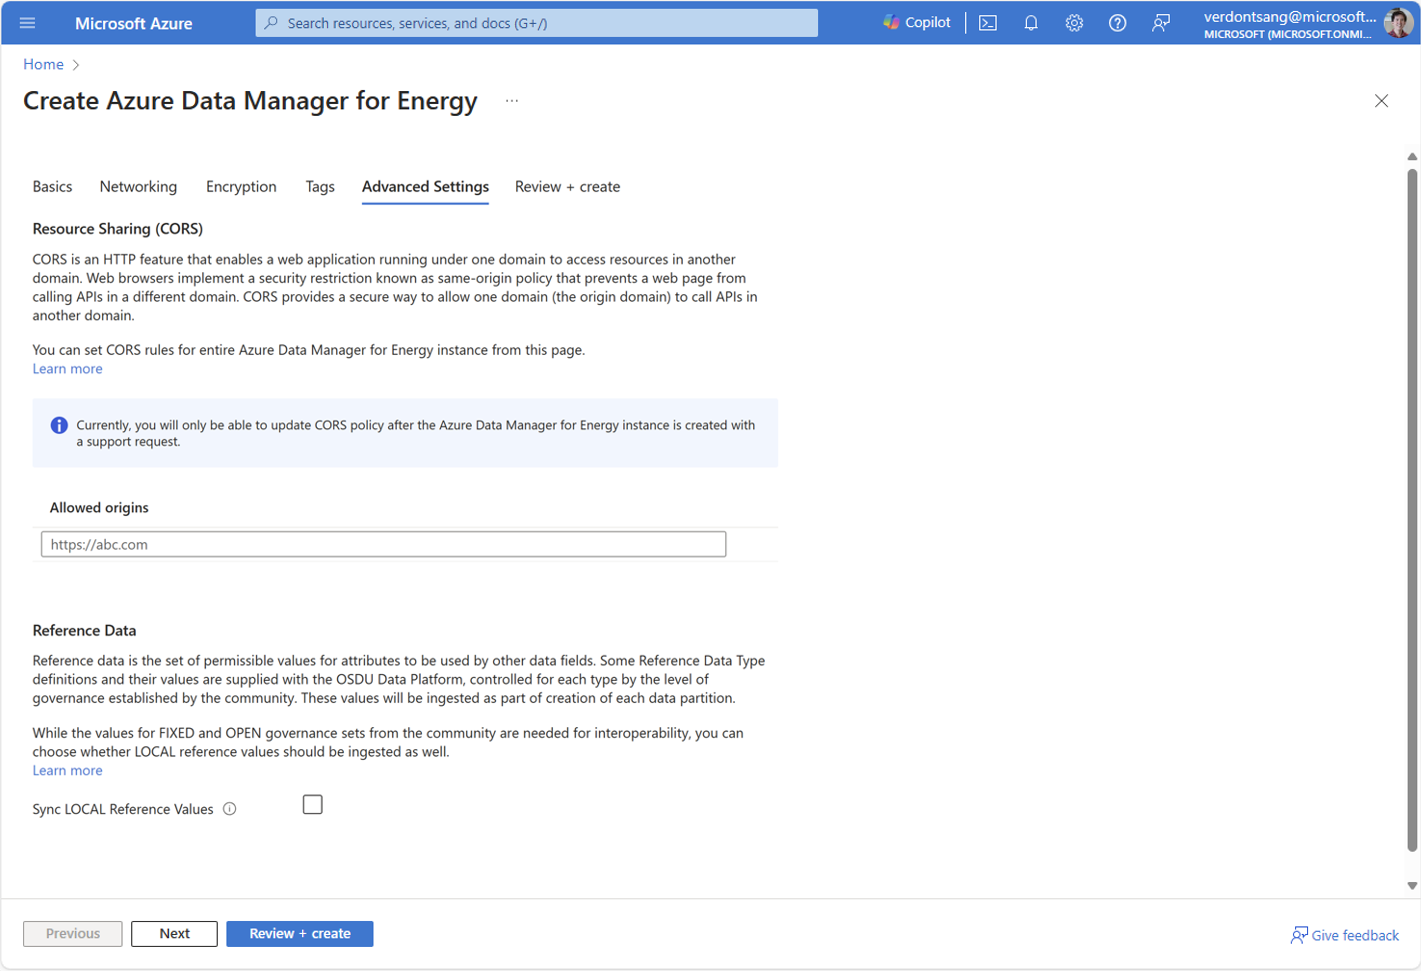 Microsoft Azure
Search resources, services, and docs (G+/)
Copilot
verdontsang@microsoft...
MICROSOFT (MICROSOFT.ONMI...
Home
Create Azure Data Manager for Energy ...
Basics Networking Encryption Tags Advanced Settings Review + create
Resource Sharing (CORS)
CORS is an HTTP feature that enables a web application running under one domain to access resources in another
domain. Web browsers implement a security restriction known as same-origin policy that prevents a web page from
calling APIs in a different domain. CORS provides a secure way to allow one domain (the origin domain) to call APIs in
another domain.
You can set CORS rules for entire Azure Data Manager for Energy instance from this page.
Learn more
Currently, you will only be able to update CORS policy after the Azure Data Manager for Energy instance is created with
a support request.
Allowed origins
https://abc.com
Reference Data
Reference data is the set of permissible values for attributes to be used by other data fields. Some Reference Data Type
definitions and their values are supplied with the OSDU Data Platform, controlled for each type by the level of
governance established by the community. These values will be ingested as part of creation of each data partition.
While the values for FIXED and OPEN governance sets from the community are needed for interoperability, you can
choose whether LOCAL reference values should be ingested as well.
Learn more
Sync LOCAL Reference Values
Previous Next Review + create Give feedback